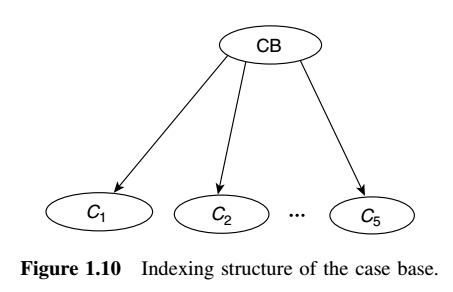 CB
C1 C2 ... C5
Figure 1.10 Indexing structure of the case base.